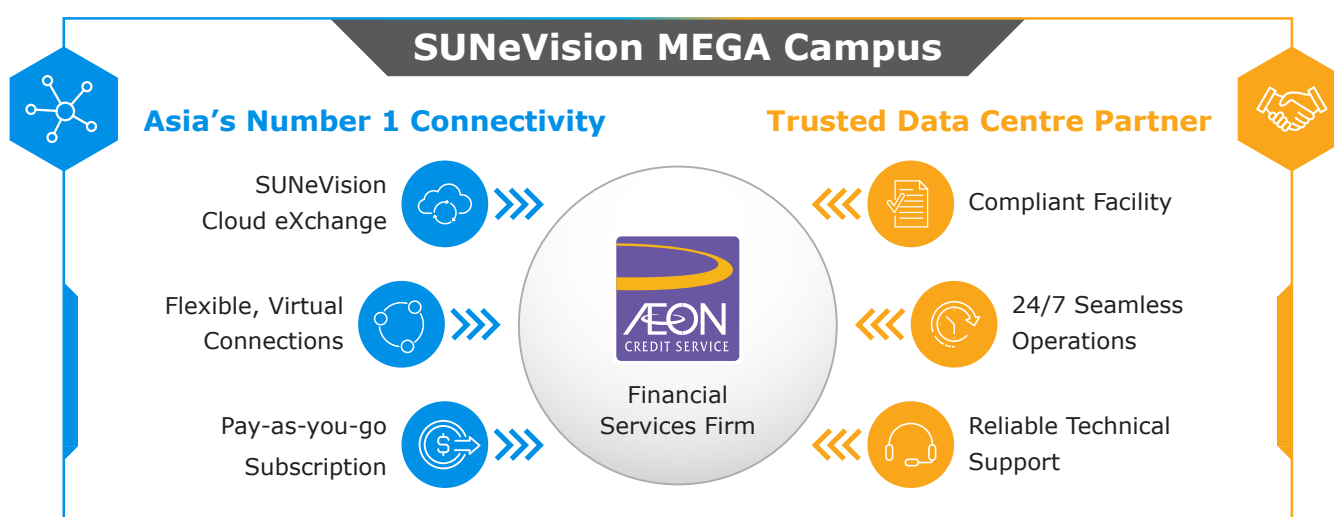 SUNeVision MEGA Campus
Asia’s Number 1 Connectivity
SUNeVision
Cloud eXchange
Flexible, Virtual
Connections
$
Pay-as-you-go
Subscription
ÆON
CREDIT SERVICE
Financial
Services Firm
Trusted Data Centre Partner
Compliant Facility
24/7 Seamless
Operations
Reliable Technical
Support